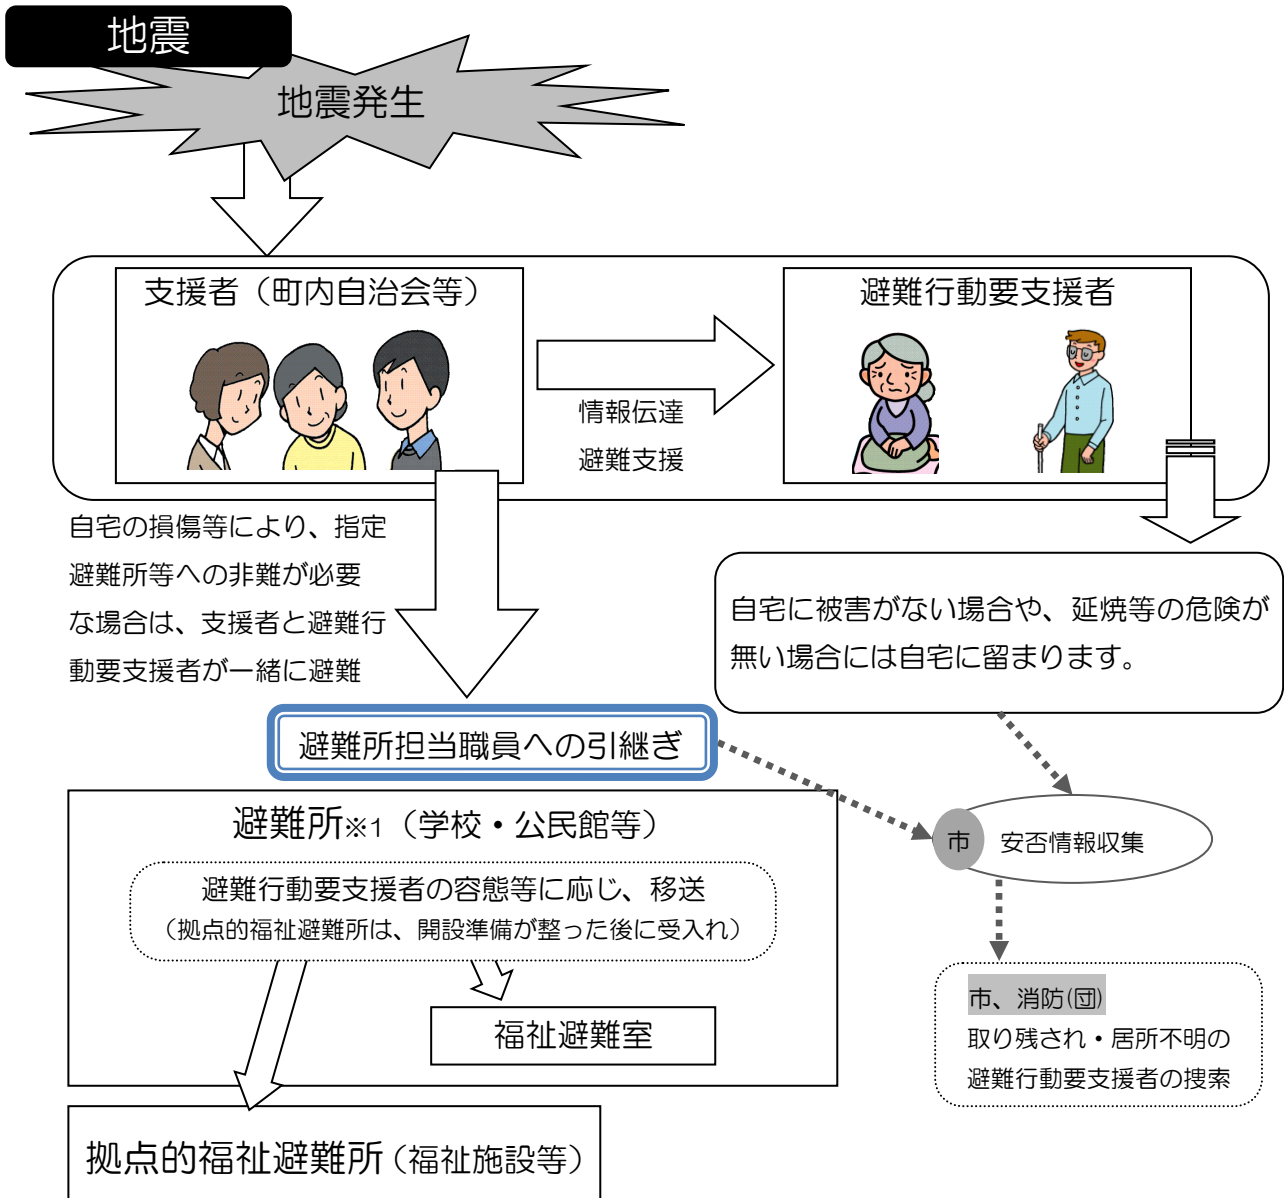 地震
地震発生
支援者（町内自治会等）
避難行動要支援者
情報伝達
避難支援
自宅の損傷等により、指定
避難所等への非難が必要
な場合は、支援者と避難行
動要支援者が一緒に避難
自宅に被害がない場合や、延焼等の危険が
無い場合には自宅に留まります。
避難所担当職員への引継ぎ
避難所※1（学校・公民館等）
避難行動要支援者の容態等に応じ、移送
（拠点的福祉避難所は、開設準備が整った後に受入れ）
福祉避難室
拠点的福祉避難所（福祉施設等）
市 安否情報収集
市、消防(団)
取り残され・居所不明の
避難行動要支援者の捜索